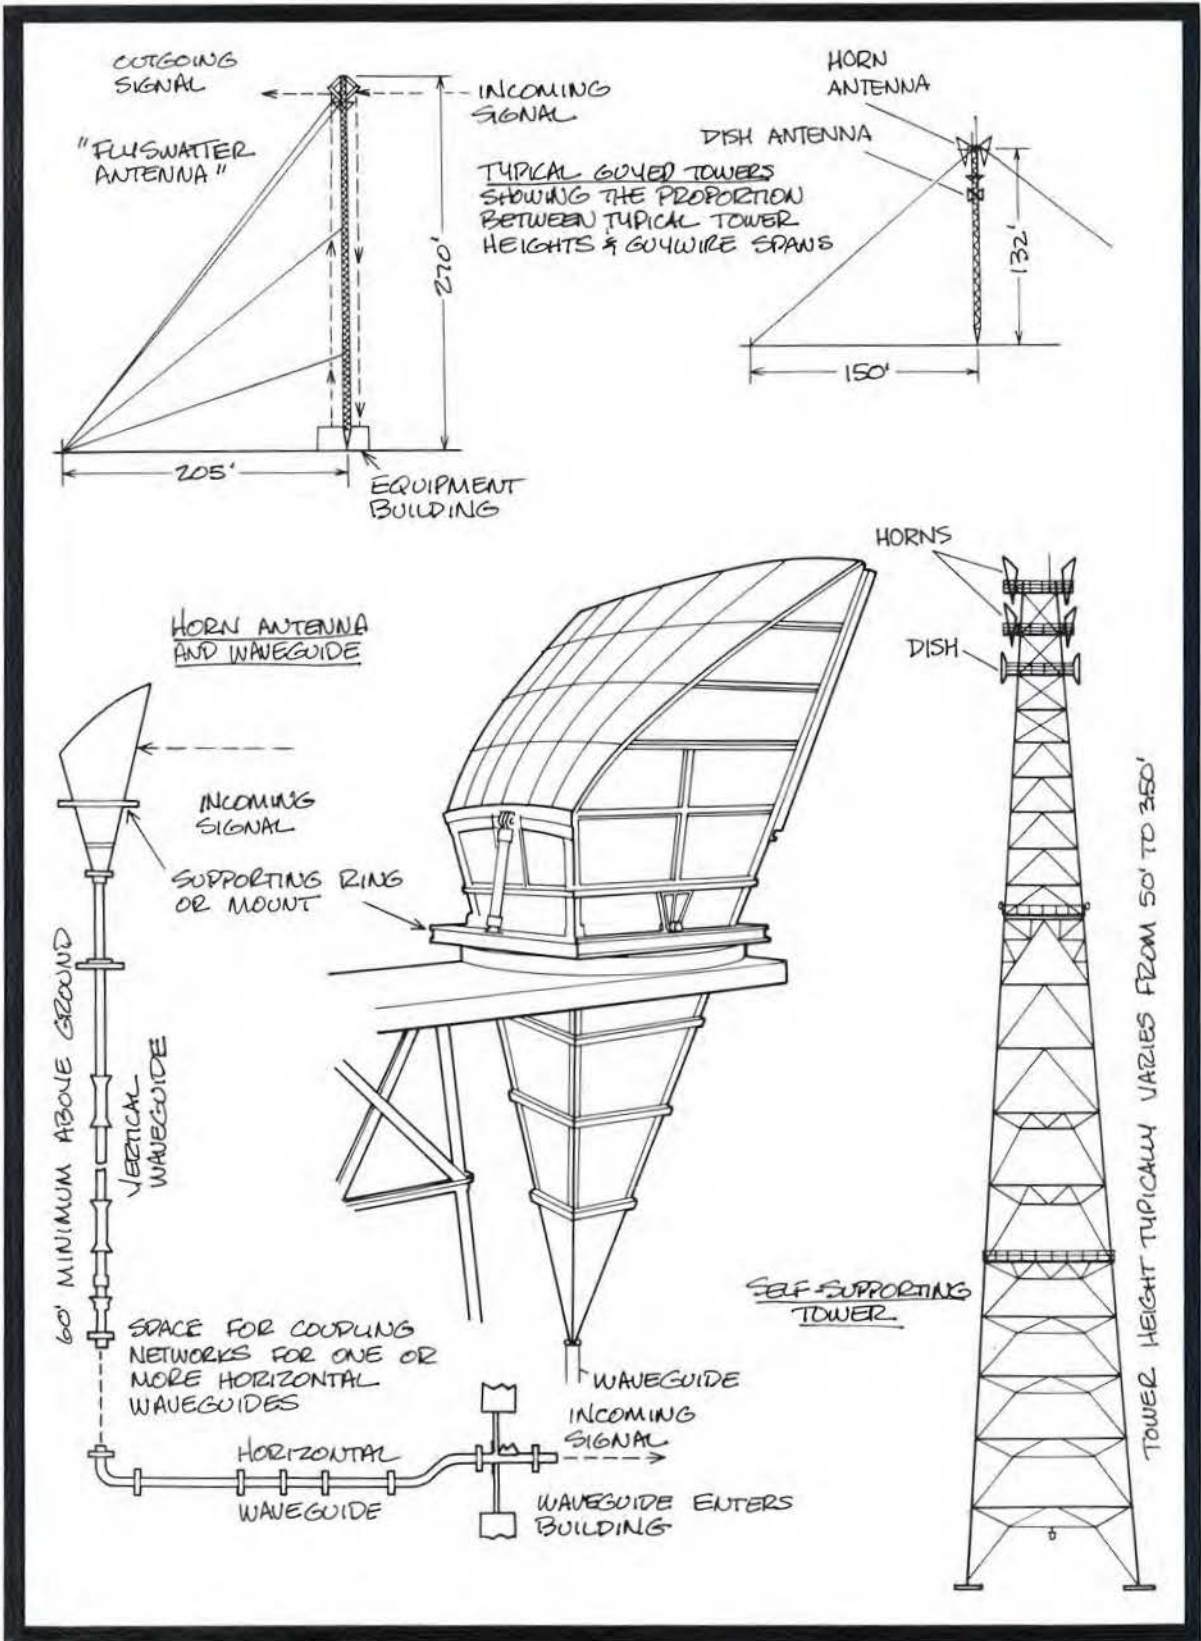 OUTGOING
SIGNAL
INCOMING
SIGNAL
"FLYSWATTER
ANTENNA"
270'
205'
EQUIPMENT
BUILDING
TYPICAL GUYED TOWERS
SHOWING THE PROPORTION
BETWEEN TYPICAL TOWER
HEIGHTS & GUYWIRE SPANS
HORN
ANTENNA
DISH ANTENNA
132'
150'
HORN ANTENNA
AND WAVEGUIDE
INCOMING
SIGNAL
SUPPORTING RING
OR MOUNT
60' MINIMUM ABOVE GROUND
VERTICAL
WAVEGUIDE
SPACE FOR COUPLING
NETWORKS FOR ONE OR
MORE HORIZONTAL
WAVEGUIDES
HORIZONTAL
WAVEGUIDE
WAVEGUIDE
INCOMING
SIGNAL
WAVEGUIDE ENTERS
BUILDING
HORNS
DISH
SELF-SUPPORTING
TOWER
TOWER HEIGHT TYPICALLY VARIES FROM 50' TO 350'